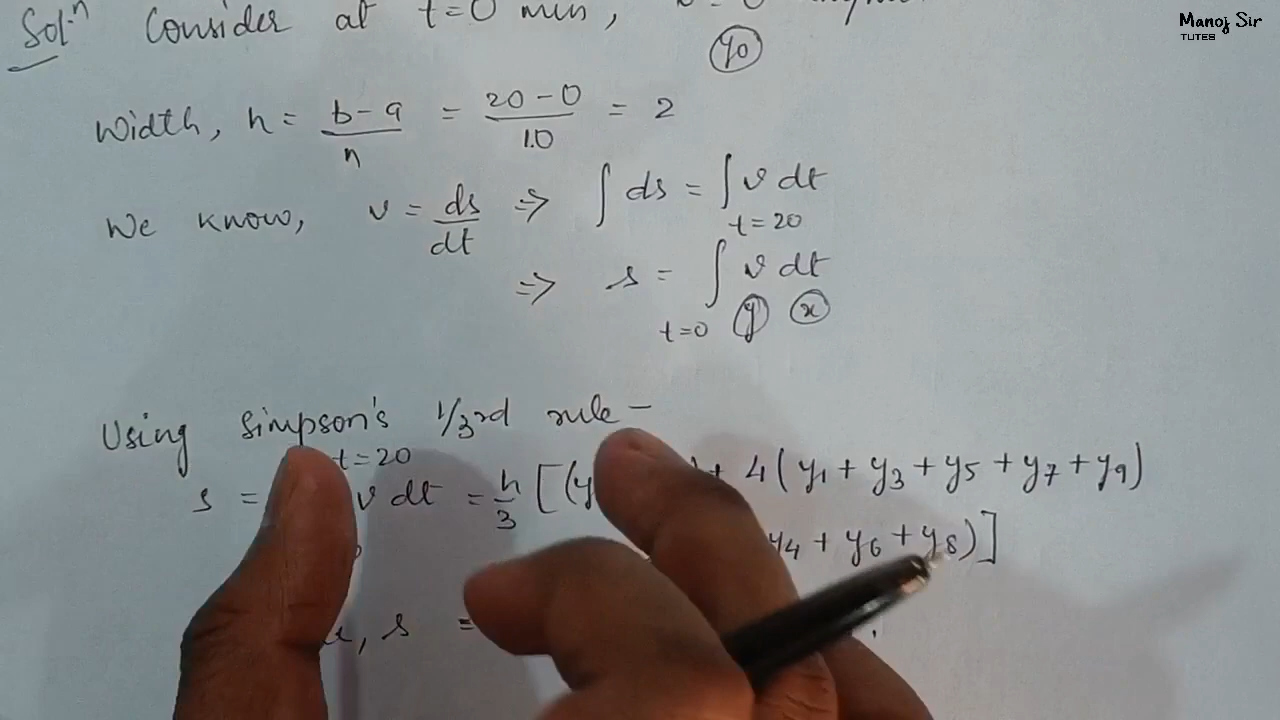 Manoj Sir
TUTES
Solⁿ Consider at t=0 min,
y₀
Width, h = b-a/n = 20-0/10 = 2
We know, v = ds/dt ⇒ ∫ ds = ∫ v dt
t=20
⇒ s = ∫ v dt
t=0 y x
Using Simpson's 1/3rd rule –
t=20
s = v dt = h/3 [(y + 4(y₁ + y₃ + y₅ + y₇ + y₉)
y₄ + y₆ + y₈)]
, s =